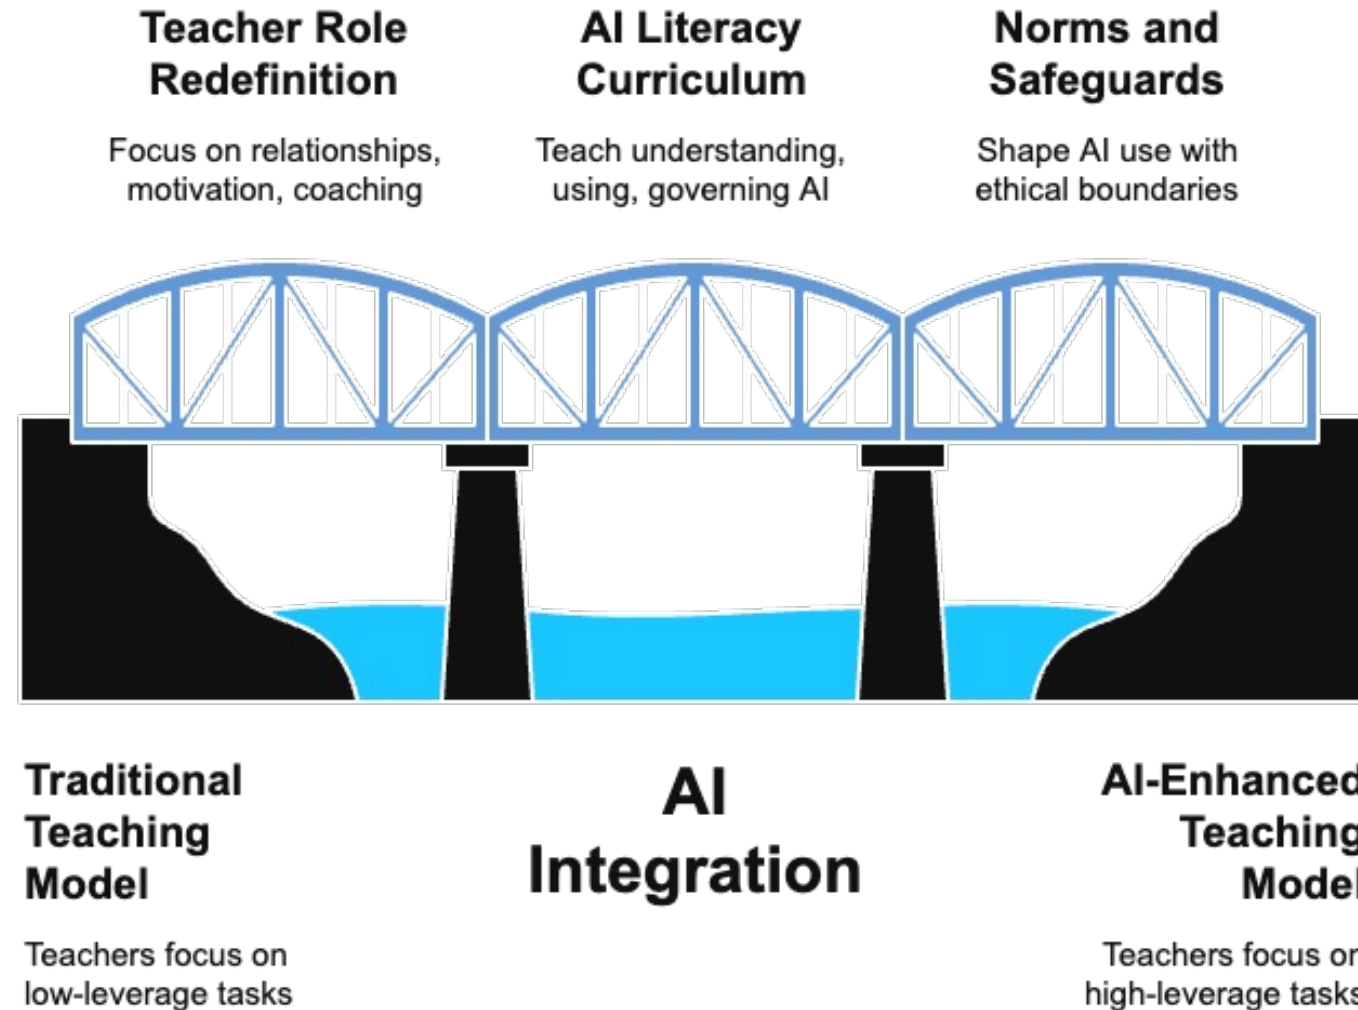 Teacher Role
Redefinition
Focus on relationships,
motivation, coaching
AI Literacy
Curriculum
Teach understanding,
using, governing AI
Norms and
Safeguards
Shape AI use with
ethical boundaries
Traditional
Teaching
Model
Teachers focus on
low-leverage tasks
AI
Integration
AI-Enhanced
Teaching
Model
Teachers focus on
high-leverage tasks